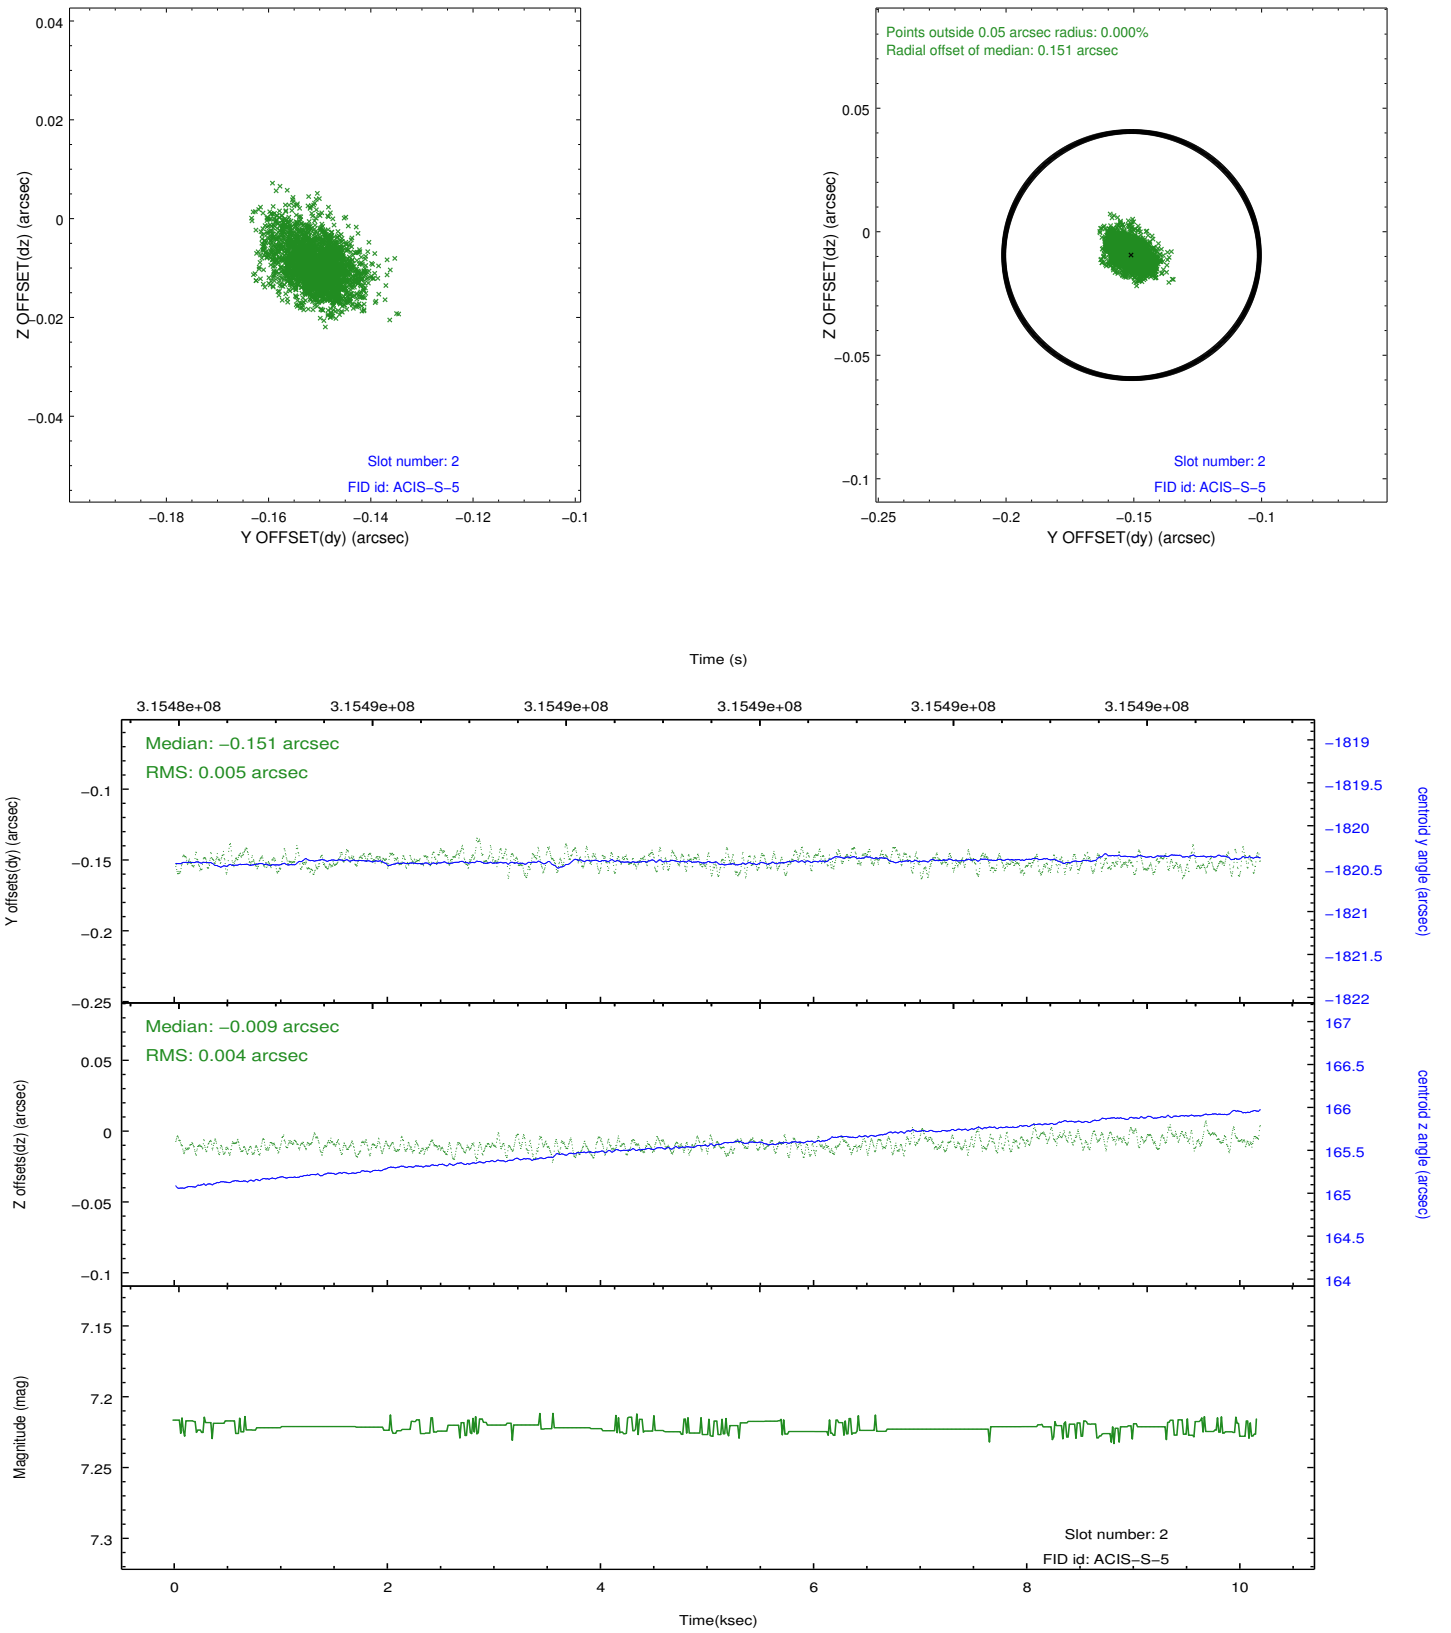 0.04
0.02
0
−0.02
−0.04
Z OFFSET(dz) (arcsec)
Slot number: 2
FID id: ACIS−S−5
−0.18 −0.16 −0.14 −0.12 −0.1
Y OFFSET(dy) (arcsec)
Points outside 0.05 arcsec radius: 0.000%
Radial offset of median: 0.151 arcsec
0.05
0
−0.05
−0.1
Z OFFSET(dz) (arcsec)
Slot number: 2
FID id: ACIS−S−5
−0.25 −0.2 −0.15 −0.1
Y OFFSET(dy) (arcsec)
Time (s)
3.1548e+08 3.1549e+08 3.1549e+08 3.1549e+08 3.1549e+08 3.1549e+08
Median: −0.151 arcsec
RMS: 0.005 arcsec
−0.1
−0.15
−0.2
−0.25
Y offsets(dy) (arcsec)
−1819
−1819.5
−1820
−1820.5
−1821
−1821.5
−1822
centroid y angle (arcsec)
Median: −0.009 arcsec
RMS: 0.004 arcsec
0.05
0
−0.05
−0.1
Z offsets(dz) (arcsec)
167
166.5
166
165.5
165
164.5
164
centroid z angle (arcsec)
7.15
7.2
7.25
7.3
Magnitude (mag)
Slot number: 2
FID id: ACIS−S−5
0 2 4 6 8 10
Time(ksec)